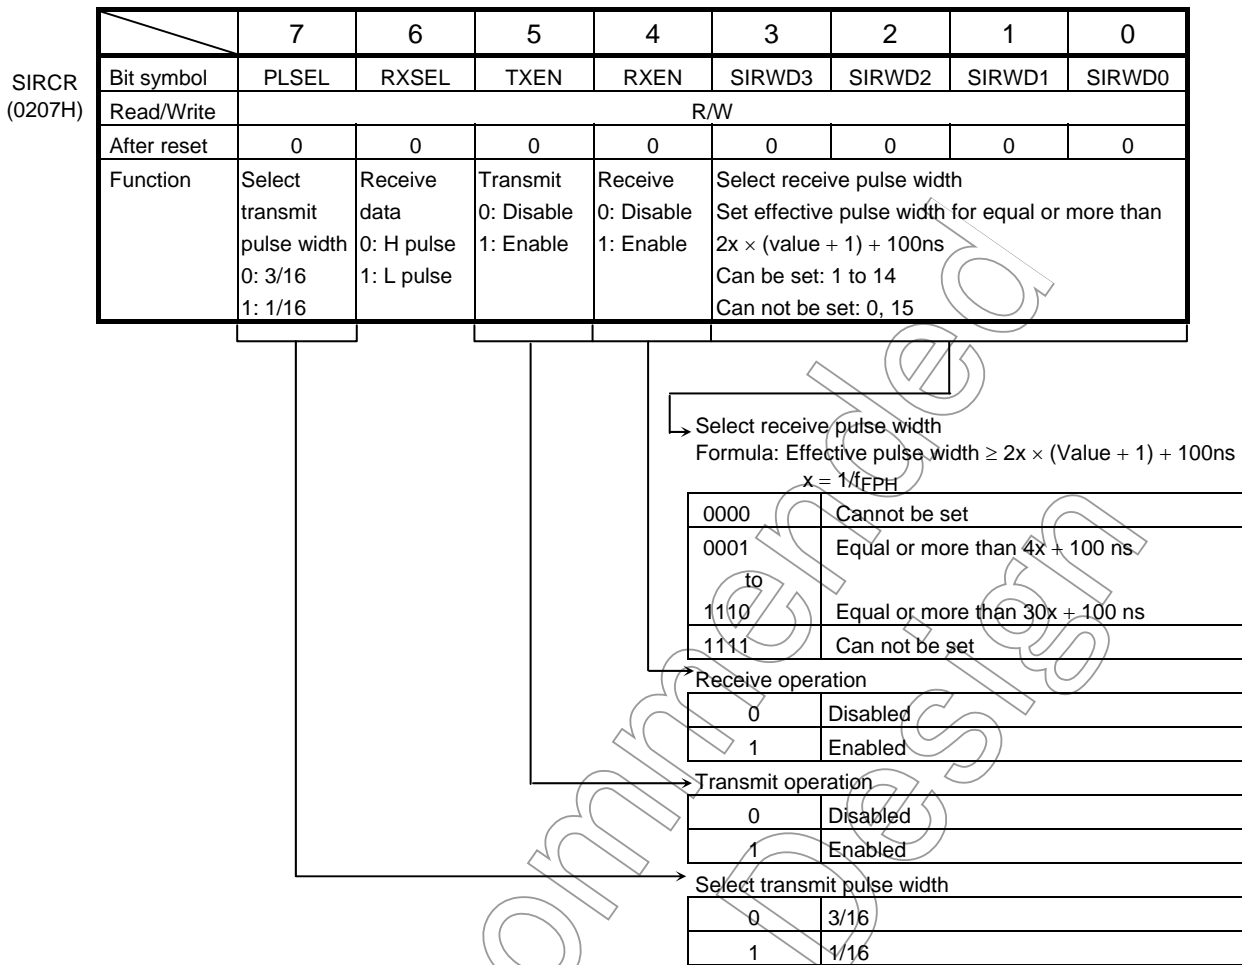 7 6 5 4 3 2 1 0
SIRCR
(0207H)
Bit symbol PLSEL RXSEL TXEN RXEN SIRWD3 SIRWD2 SIRWD1 SIRWD0
Read/Write R/W
After reset 0 0 0 0 0 0 0 0
Function Select Receive Transmit Receive Select receive pulse width
transmit data 0: Disable 0: Disable Set effective pulse width for equal or more than
pulse width 0: H pulse 1: Enable 1: Enable 2x × (value + 1) + 100ns
0: 3/16 1: L pulse Can be set: 1 to 14
1: 1/16 Can not be set: 0, 15
Select receive pulse width
Formula: Effective pulse width ≥ 2x × (Value + 1) + 100ns
x = 1/fFPH
0000 Cannot be set
0001 Equal or more than 4x + 100 ns
to
1110 Equal or more than 30x + 100 ns
1111 Can not be set
Receive operation
0 Disabled
1 Enabled
Transmit operation
0 Disabled
1 Enabled
Select transmit pulse width
0 3/16
1 1/16
ommended
Design